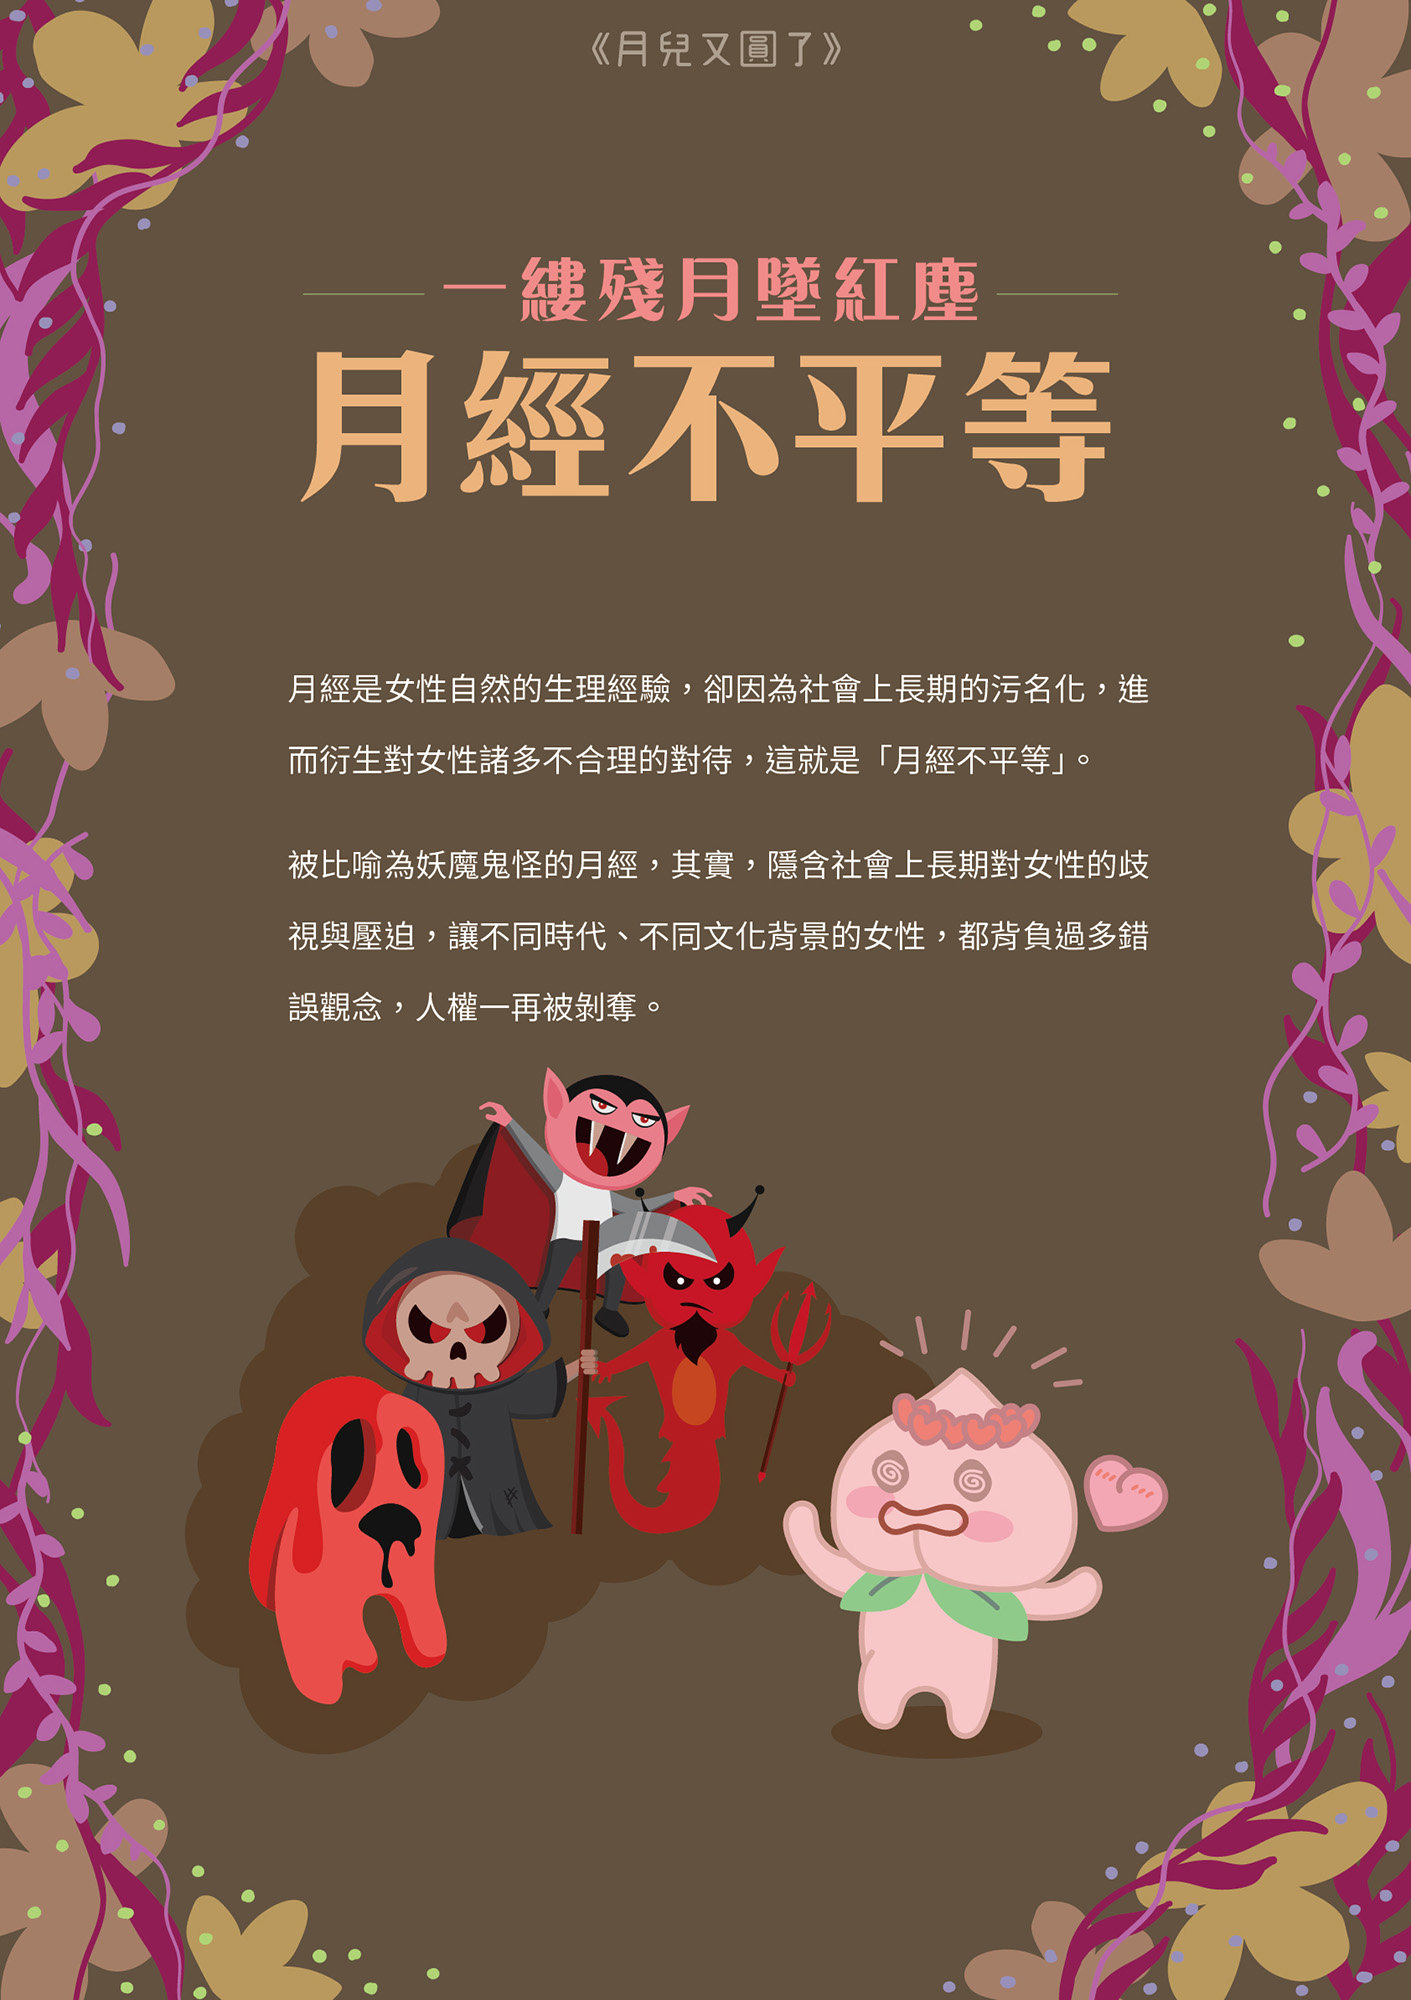 《月兒又圓了》
一縷殘月墜紅塵
月經不平等
月經是女性自然的生理經驗，卻因為社會上長期的污名化，進
而衍生對女性諸多不合理的對待，這就是「月經不平等」。
被比喻為妖魔鬼怪的月經，其實，隱含社會上長期對女性的歧
視與壓迫，讓不同時代、不同文化背景的女性，都背負過多錯
誤觀念，人權一再被剝奪。